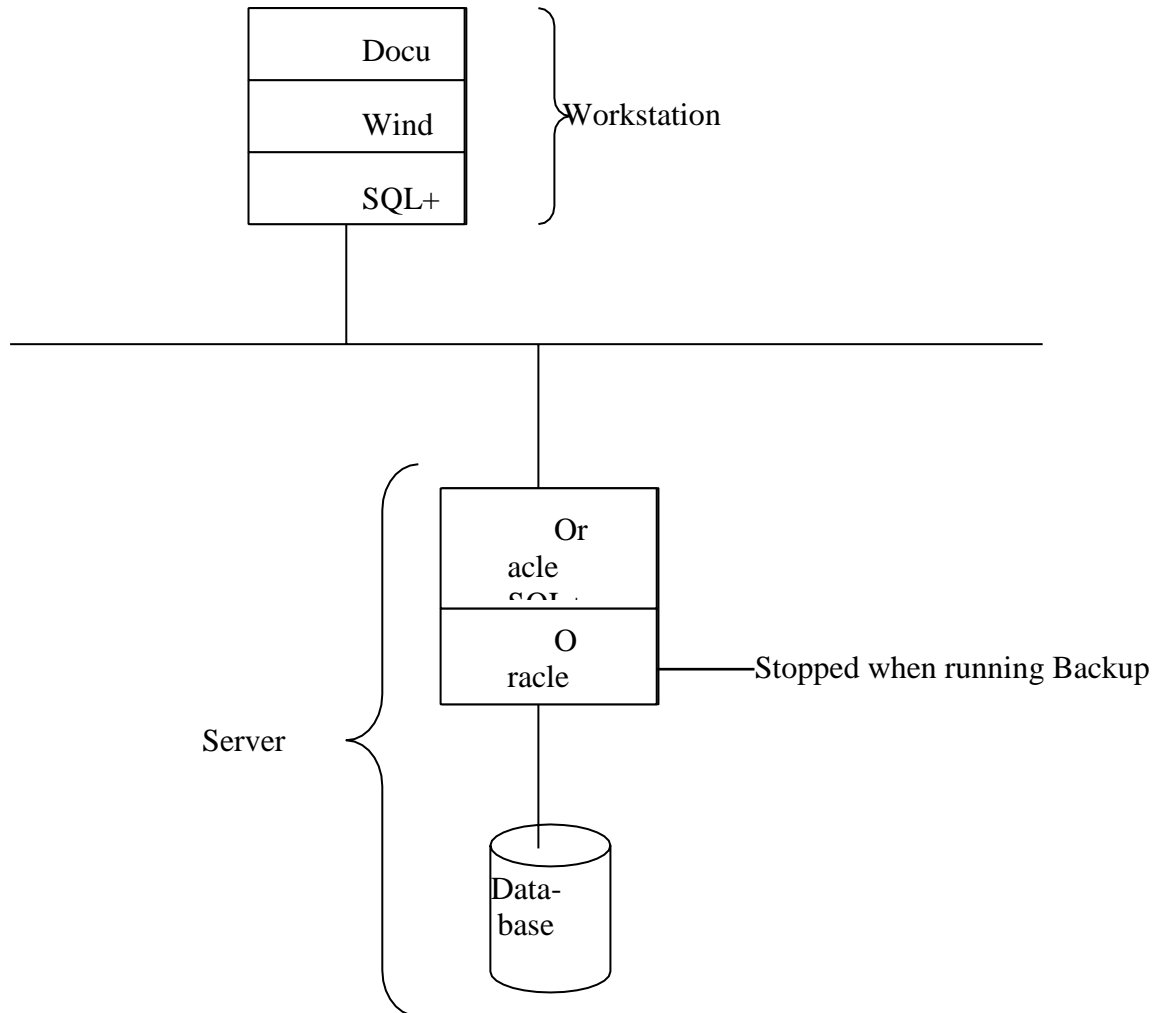 Docu
Wind
SQL+
Workstation
Or
acle
O
racle
Stopped when running Backup
Server
Data-
base